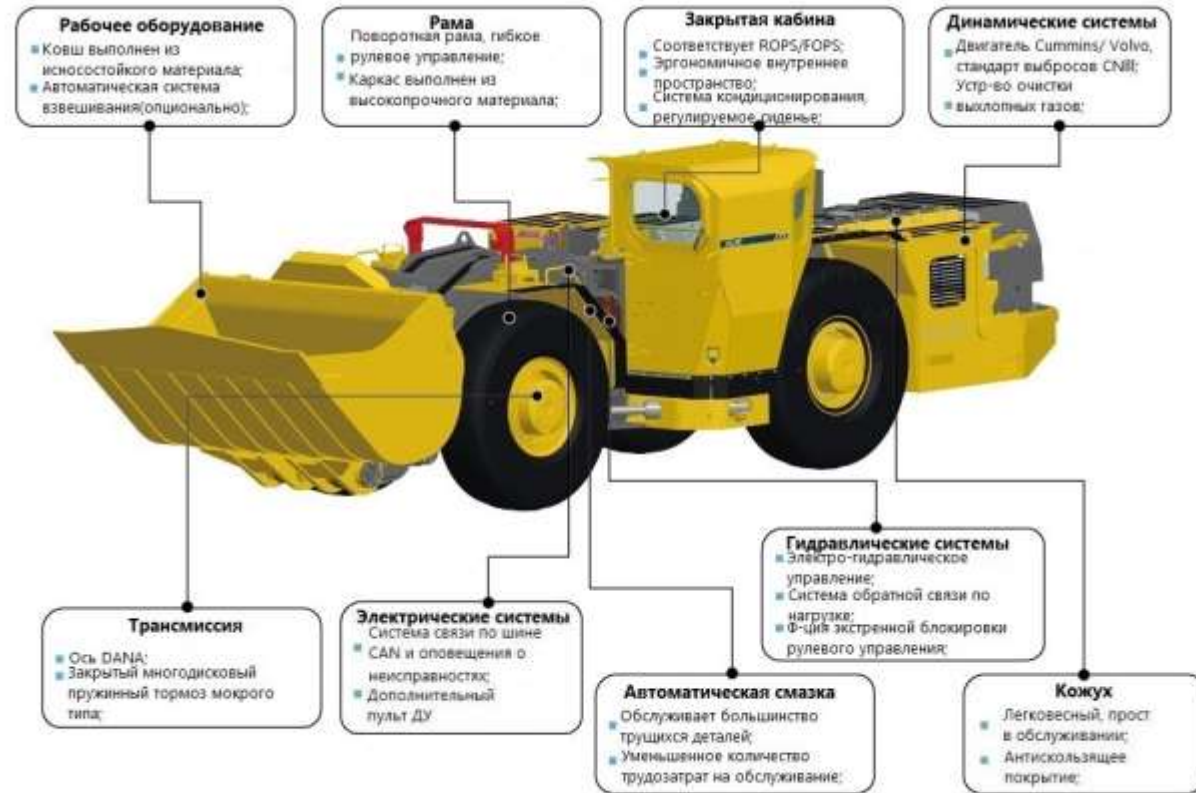 Рабочее оборудование
Ковш выполнен из
исносостойкого материала;
Автоматическая система
взвешивания(опционально);
Рама
Поворотная рама, гибкое
рулевое управление;
Каркас выполнен из
высокопрочного материала;
Закрытая кабина
Соответствует ROPS/FOPS;
Эргономичное внутреннее
пространство;
Система кондиционирования,
регулируемое сиденье;
Динамические системы
Двигатель Cummins/ Volvo,
стандарт выбросов CNⅢ;
Устр-во очистки
выхлопных газов;
Трансмиссия
Ось DANA;
Закрытый многодисковый
пружинный тормоз мокрого
типа;
Электрические системы
Система связи по шине
CAN и оповещения о
неисправностях;
Дополнительный
пульт ДУ
Гидравлические системы
Электро-гидравлическое
управление;
Система обратной связи по
нагрузке;
Ф-ция экстренной блокировки
рулевого управления;
Автоматическая смазка
Обслуживает большинство
трущихся деталей;
Уменьшенное количество
трудозатрат на обслуживание;
Кожух
Легковесный, прост
в обслуживании;
Антискользящее
покрытие;